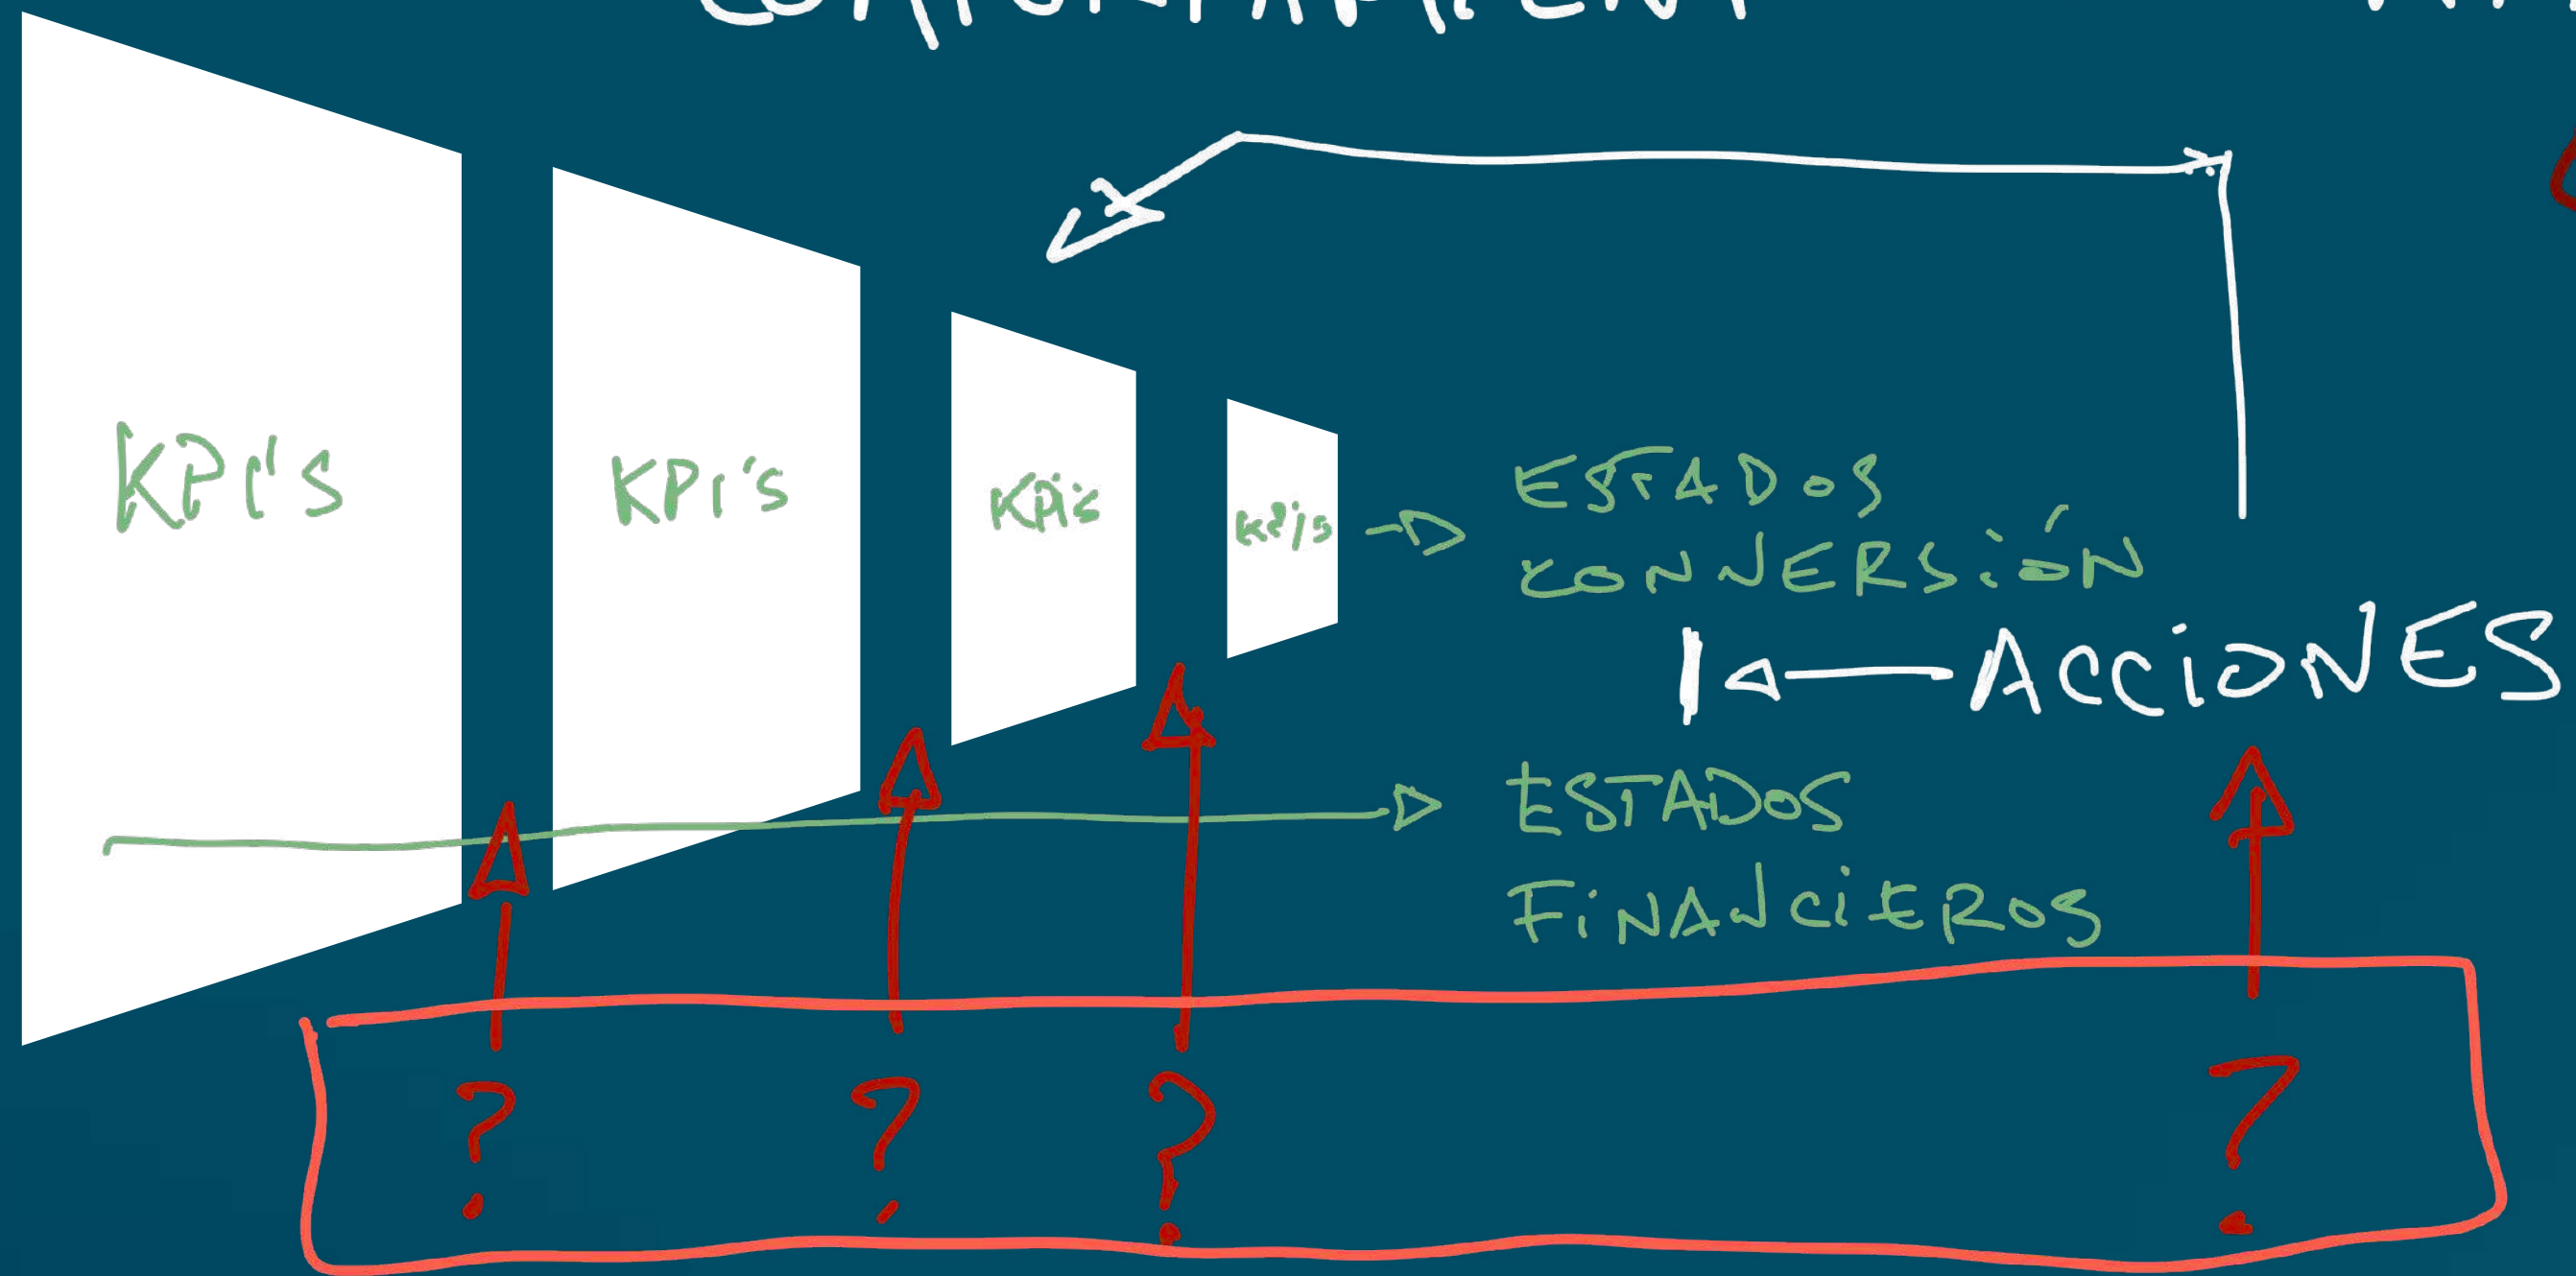 KPI'S
KPI'S
KPi's
KPi's
ESTADOS
CONVERSIÓN
ACCiONES
ESTADOS
FiNANCiEROS
?
?
?
?